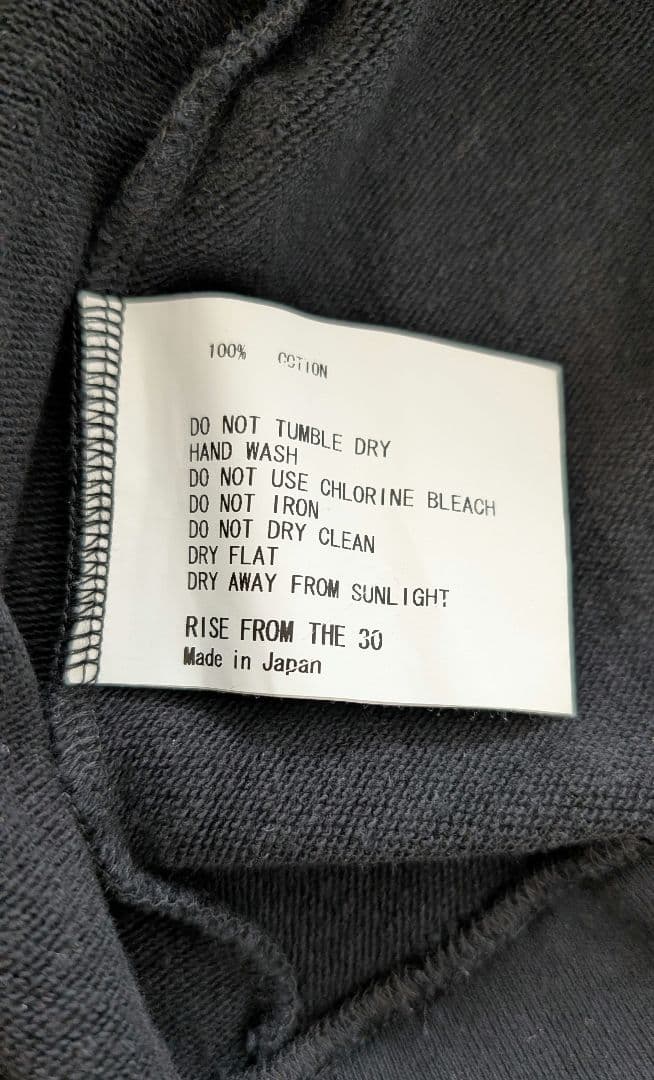 100% COTION
DO NOT TUMBLE DRY
HAND WASH
DO NOT USE CHLORINE BLEACH
DO NOT IRON
DO NOT DRY CLEAN
DRY FLAT
DRY AWAY FROM SUNLIGHT
RISE FROM THE 30
Made in Japan